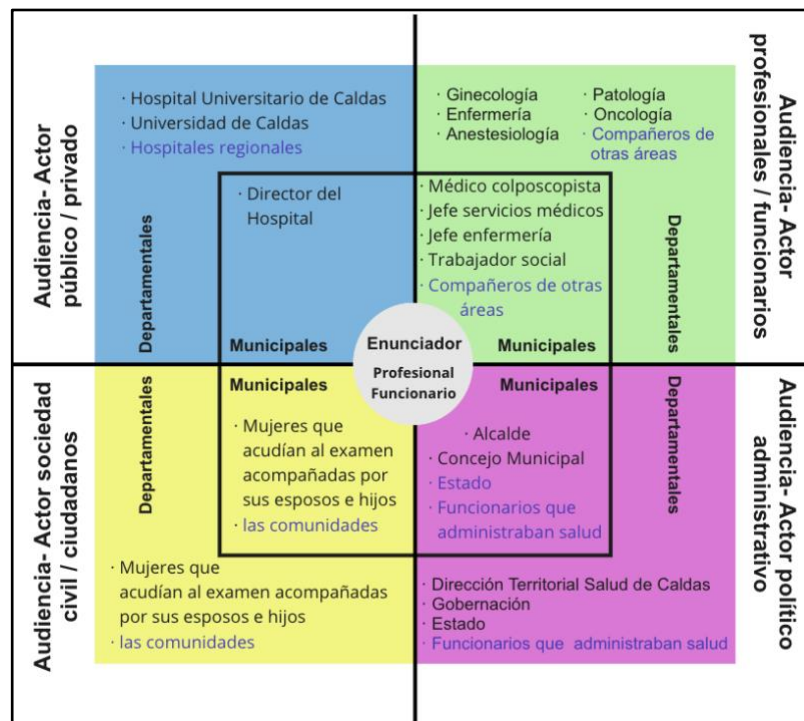 Audiencia- Actor
público / privado
· Hospital Universitario de Caldas
· Universidad de Caldas
· Hospitales regionales
Departamentales
· Director del
Hospital
Municipales
· Ginecología
· Enfermería
· Anestesiología
· Patología
· Oncología
· Compañeros de
otras áreas
· Médico colposcopista
· Jefe servicios médicos
· Jefe enfermería
· Trabajador social
· Compañeros de otras
áreas
Municipales
Departamentales
Audiencia- Actor
profesionales / funcionarios
Enunciador
Profesional
Funcionario
Audiencia- Actor sociedad
civil / ciudadanos
Departamentales
Municipales
· Mujeres que
acudían al examen
acompañadas por
sus esposos e hijos
· las comunidades
· Mujeres que
acudían al examen acompañadas
por sus esposos e hijos
· las comunidades
Municipales
· Alcalde
· Concejo Municipal
· Estado
· Funcionarios que
administraban salud
Departamentales
· Dirección Territorial Salud de Caldas
· Gobernación
· Estado
· Funcionarios que administraban salud
Audiencia- Actor político
administrativo